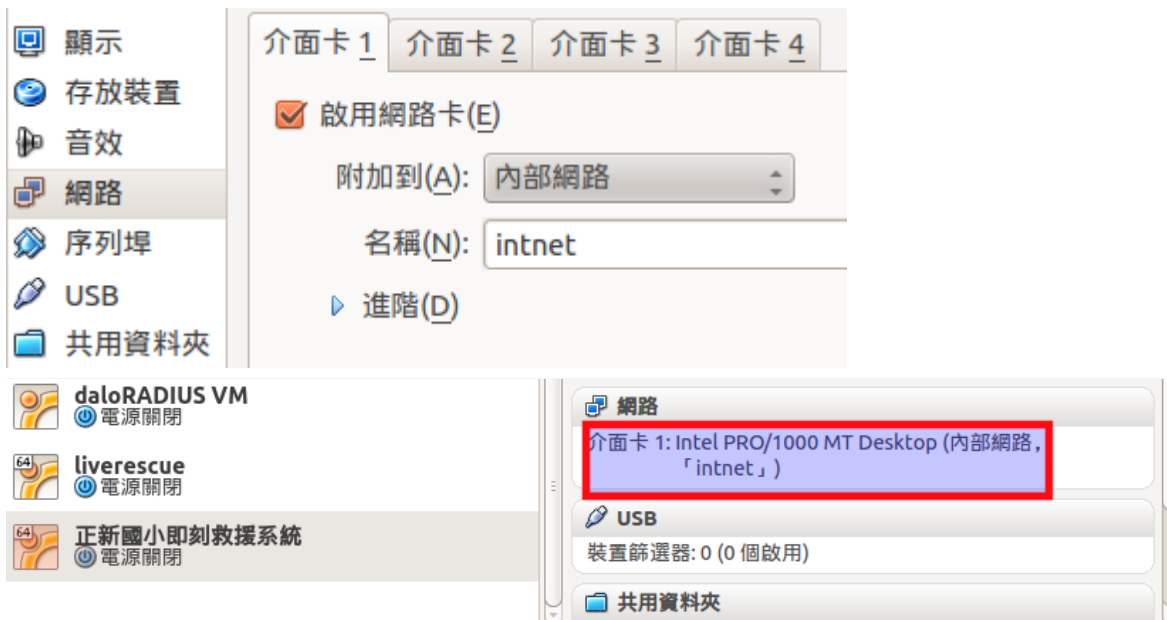 顯示
存放裝置
音效
網路
序列埠
USB
共用資料夾
介面卡 1 介面卡 2 介面卡 3 介面卡 4
啟用網路卡(E)
附加到(A): 內部網路
名稱(N): intnet
進階(D)
daloRADIUS VM
電源關閉
64
liverescue
電源關閉
64
正新國小即刻救援系統
電源關閉
網路
介面卡 1: Intel PRO/1000 MT Desktop (內部網路,
「intnet」)
USB
裝置篩選器: 0 (0 個啟用)
共用資料夾